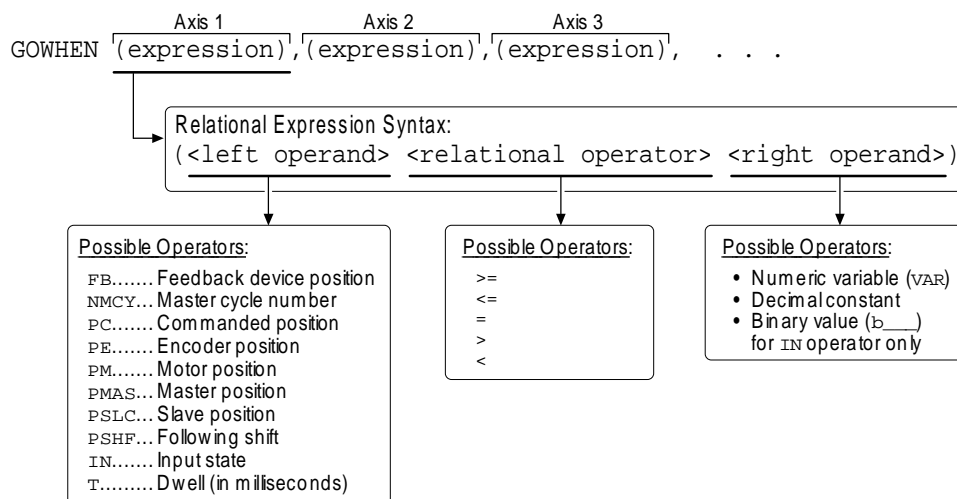 Axis 1 Axis 2 Axis 3
GOWHEN (expression),(expression),(expression), . . .
Relational Expression Syntax:
(<left operand> <relational operator> <right operand>)
Possible Operators:
FB....... Feedback device position
NMCY... Master cycle number
PC....... Commanded position
PE....... Encoder position
PM....... Motor position
PMAS... Master position
PSLC... Slave position
PSHF... Following shift
IN....... Input state
T......... Dwell (in milliseconds)
Possible Operators:
>=
<=
=
>
<
Possible Operators:
• Numeric variable (VAR)
• Decimal constant
• Binary value (b___)
for IN operator only